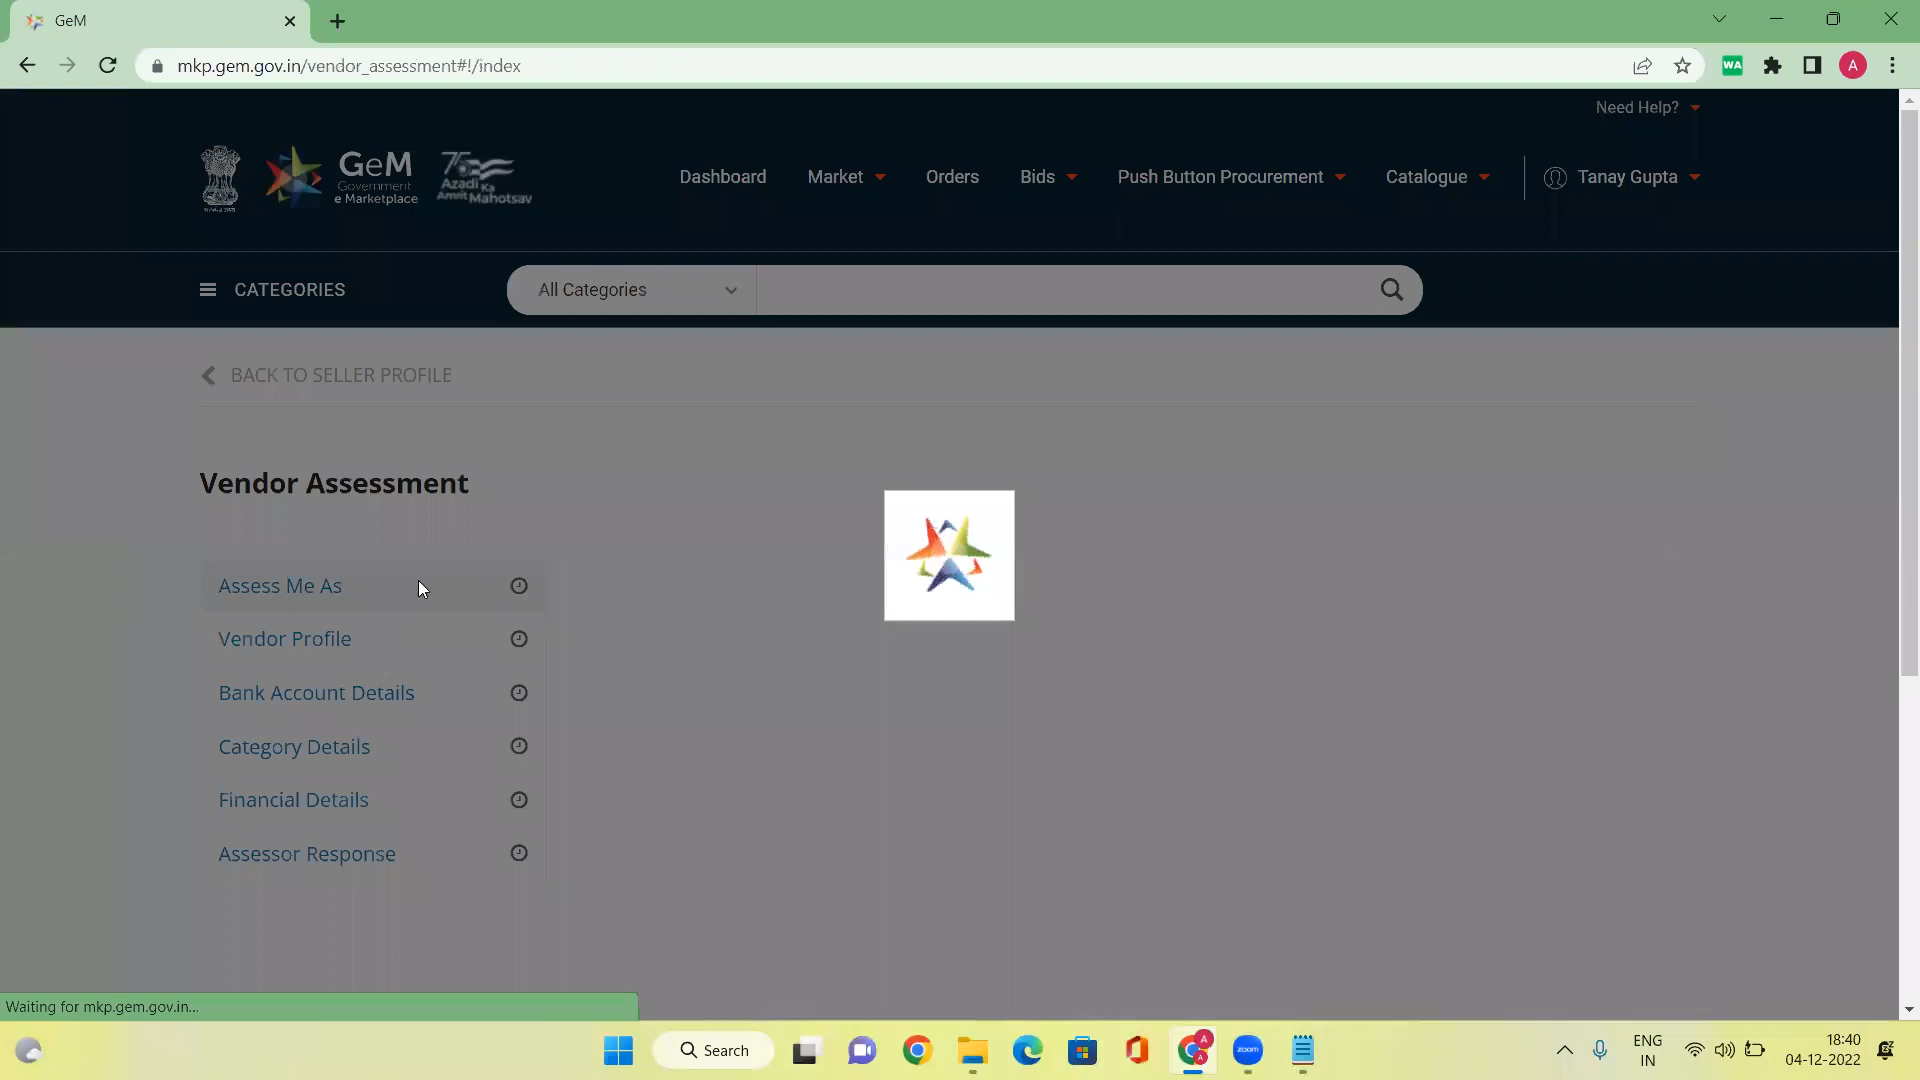 GeM
mkp.gem.gov.in/vendor_assessment#!/index
WA
A
Need Help?
GeM
Government
e Marketplace
75
Azadi Ka
Amrit Mahotsav
Dashboard
Market
Orders
Bids
Push Button Procurement
Catalogue
Tanay Gupta
CATEGORIES
All Categories
BACK TO SELLER PROFILE
Vendor Assessment
Assess Me As
Vendor Profile
Bank Account Details
Category Details
Financial Details
Assessor Response
Waiting for mkp.gem.gov.in...
Search
A
A
zoom
ENG
IN
18:40
04-12-2022